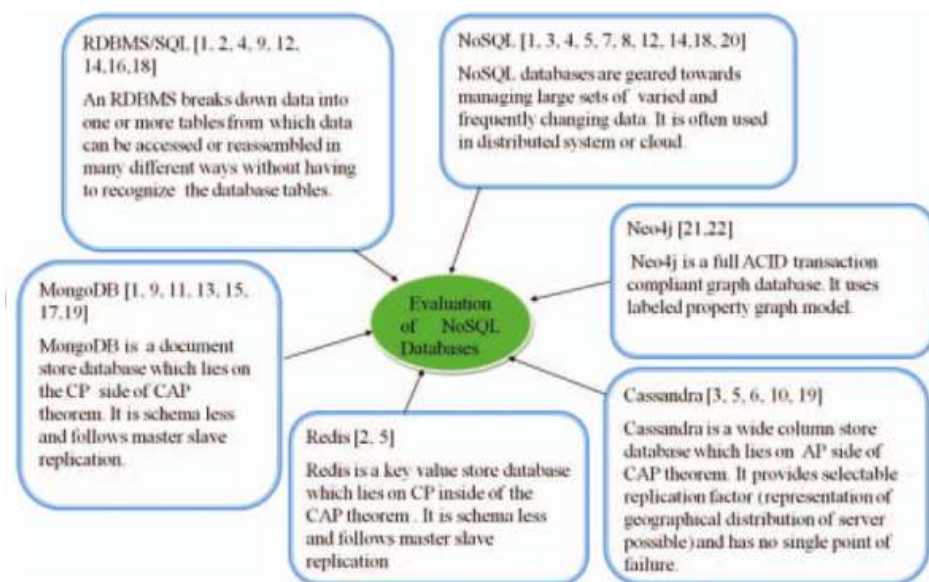 RDBMS/SQL [1, 2, 4, 9, 12,
14,16,18]
An RDBMS breaks down data into
one or more tables from which data
can be accessed or reassembled in
many different ways without having
to recognize the database tables.
NoSQL [1, 3, 4, 5, 7, 8, 12, 14,18, 20]
NoSQL databases are geared towards
managing large sets of varied and
frequently changing data. It is often used
in distributed system or cloud.
Neo4j [21,22]
Neo4j is a full ACID transaction
compliant graph database. It uses
labeled property graph model.
MongoDB [1, 9, 11, 13, 15,
17,19]
MongoDB is a document
store database which lies on
the CP side of CAP
theorem. It is schema less
and follows master slave
replication.
Evaluation
of NoSQL
Databases
Redis [2, 5]
Redis is a key value store database
which lies on CP inside of the
CAP theorem . It is schema less
and follows master slave
replication
Cassandra [3, 5, 6, 10, 19]
Cassandra is a wide column store
database which lies on AP side of
CAP theorem. It provides selectable
replication factor (representation of
geographical distribution of server
possible) and has no single point of
failure.